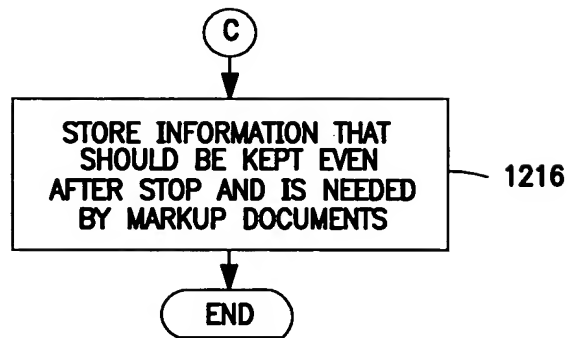 C
STORE INFORMATION THAT
SHOULD BE KEPT EVEN
AFTER STOP AND IS NEEDED
BY MARKUP DOCUMENTS
1216
END